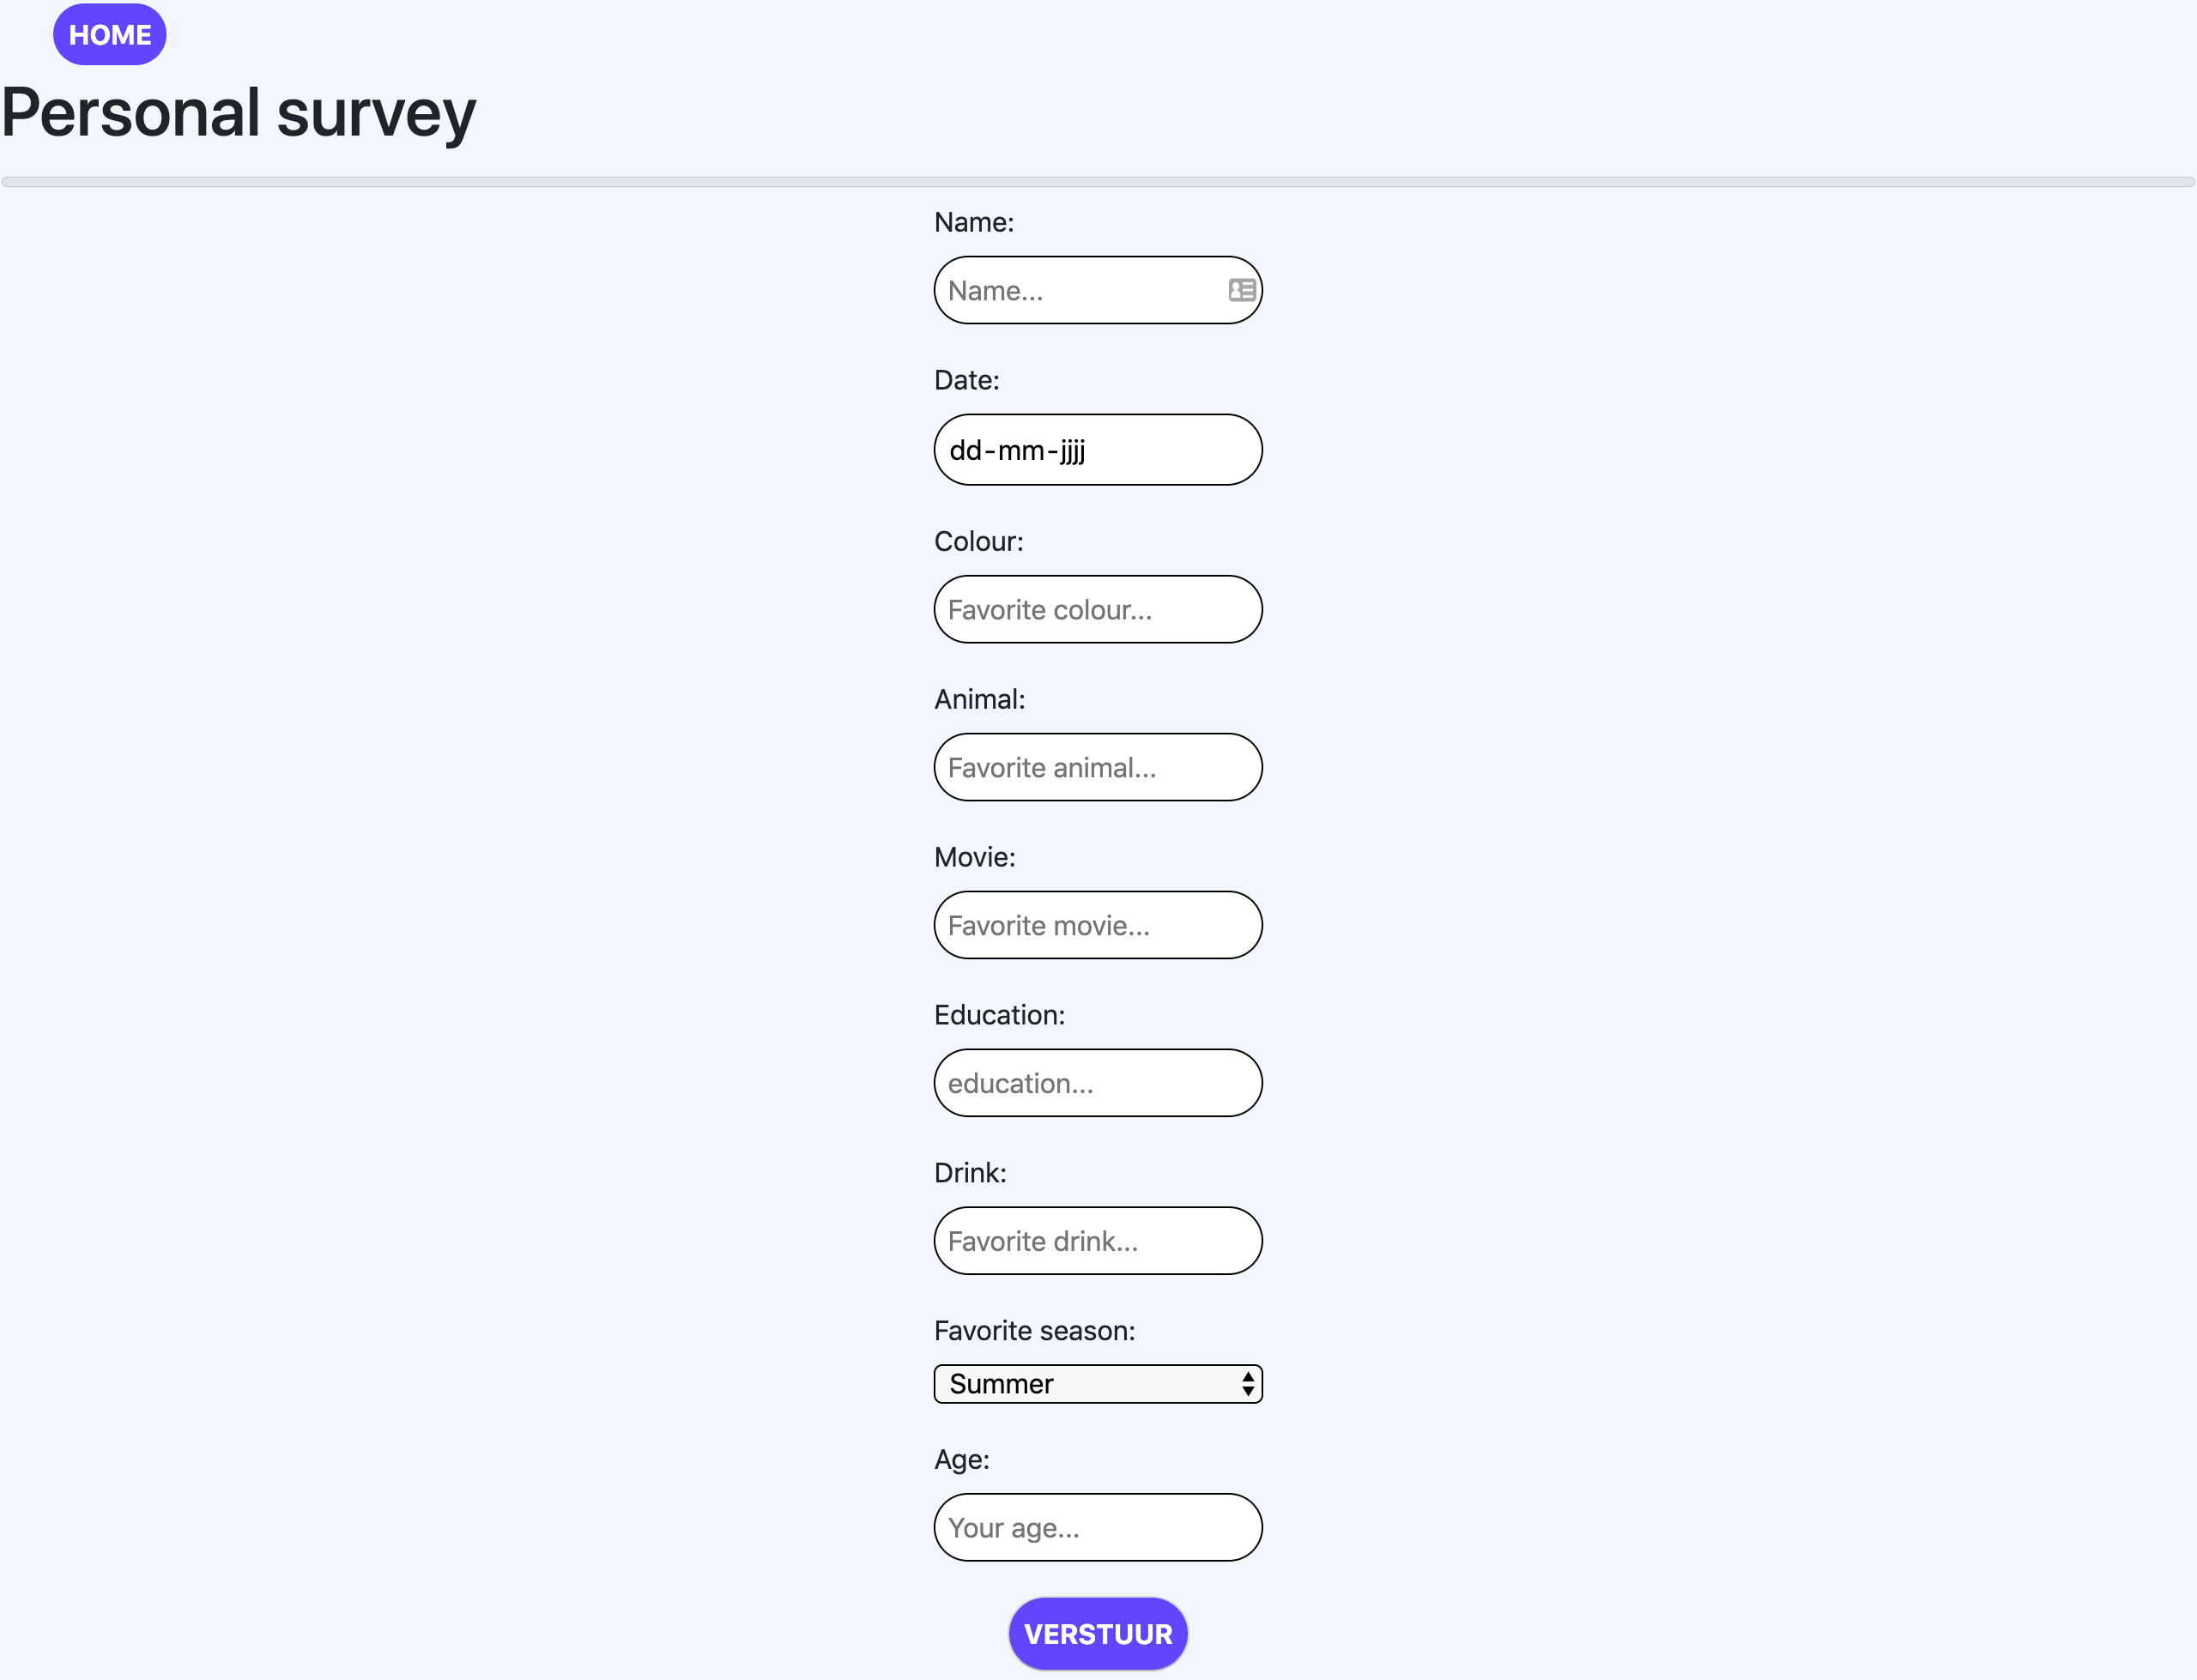 HOME
Personal survey
Name:
Name...
Date:
dd-mm-jjjj
Colour:
Favorite colour...
Animal:
Favorite animal...
Movie:
Favorite movie...
Education:
education...
Drink:
Favorite drink...
Favorite season:
Summer
Age:
Your age...
VERSTUUR